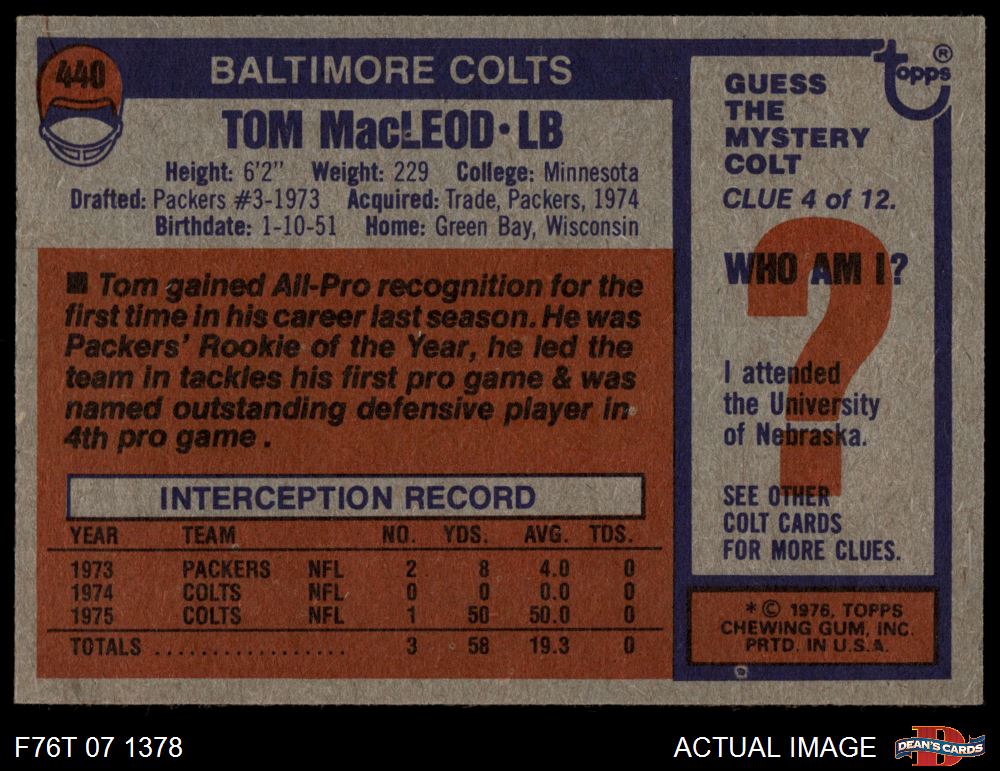 440
BALTIMORE COLTS
TOM MacLEOD•LB
Height: 6'2" Weight: 229 College: Minnesota
Drafted: Packers #3-1973 Acquired: Trade, Packers, 1974
Birthdate: 1-10-51 Home: Green Bay, Wisconsin
■ Tom gained All-Pro recognition for the
first time in his career last season. He was
Packers' Rookie of the Year, he led the
team in tackles his first pro game & was
named outstanding defensive player in
4th pro game.
INTERCEPTION RECORD
YEAR TEAM NO. YDS. AVG. TDS.
1973 PACKERS NFL 2 8 4.0 0
1974 COLTS NFL 0 0 0.0 0
1975 COLTS NFL 1 50 50.0 0
TOTALS ................. 3 58 19.3 0
topps®
GUESS
THE
MYSTERY
COLT
CLUE 4 of 12.
?
WHO AM I?
I attended
the University
of Nebraska.
SEE OTHER
COLT CARDS
FOR MORE CLUES.
*© 1976, TOPPS
CHEWING GUM, INC.
PRTD. IN U.S.A.
F76T 07 1378
ACTUAL IMAGE
D
DEAN'S CARDS